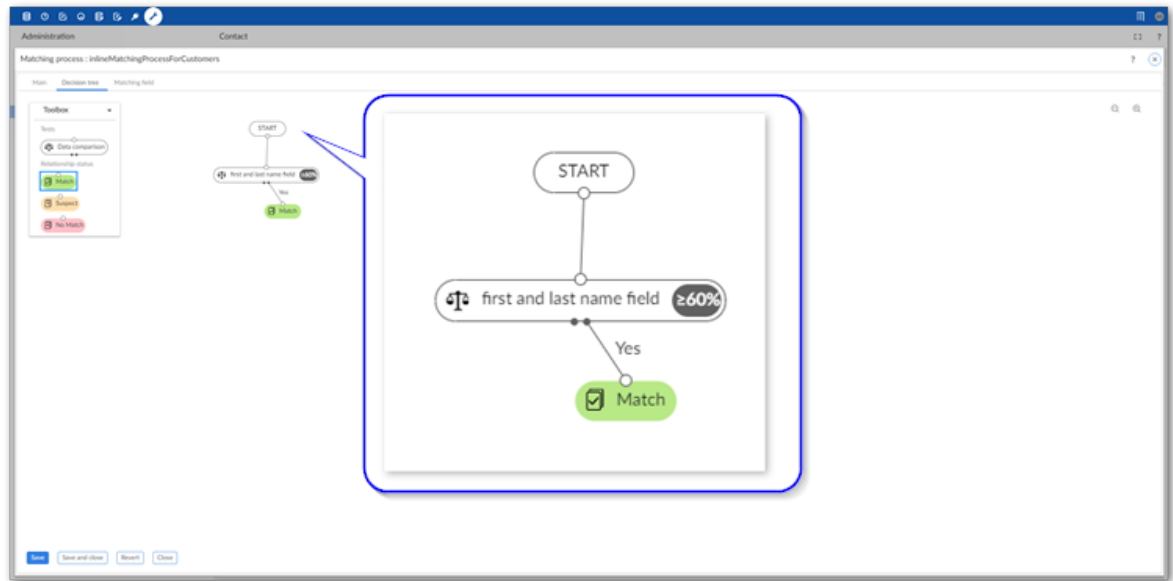 Administration Contact
Matching process : inlineMatchingProcessForCustomers
Main Decision tree Matching field
Toolbox
Tests
Data comparison
Relationship status
Match
Suspect
No Match
START
first and last name field ≥60%
Yes
Match
START
first and last name field ≥60%
Yes
Match
Save Save and close Revert Close